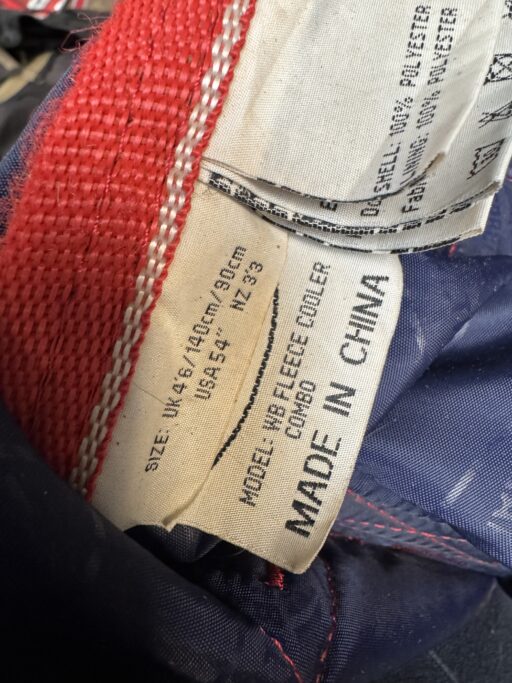 SHELL: 100% POLYESTER
LINING: 100% POLYESTER
SIZE: UK 4'6/140cm/90cm
USA 54" NZ 3'3
MODEL: WB FLEECE COOLER
COMBO
MADE IN CHINA